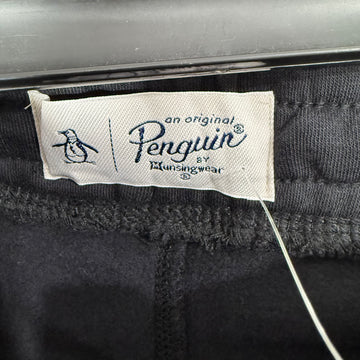 an original
Penguin®
BY
Munsingwear
®